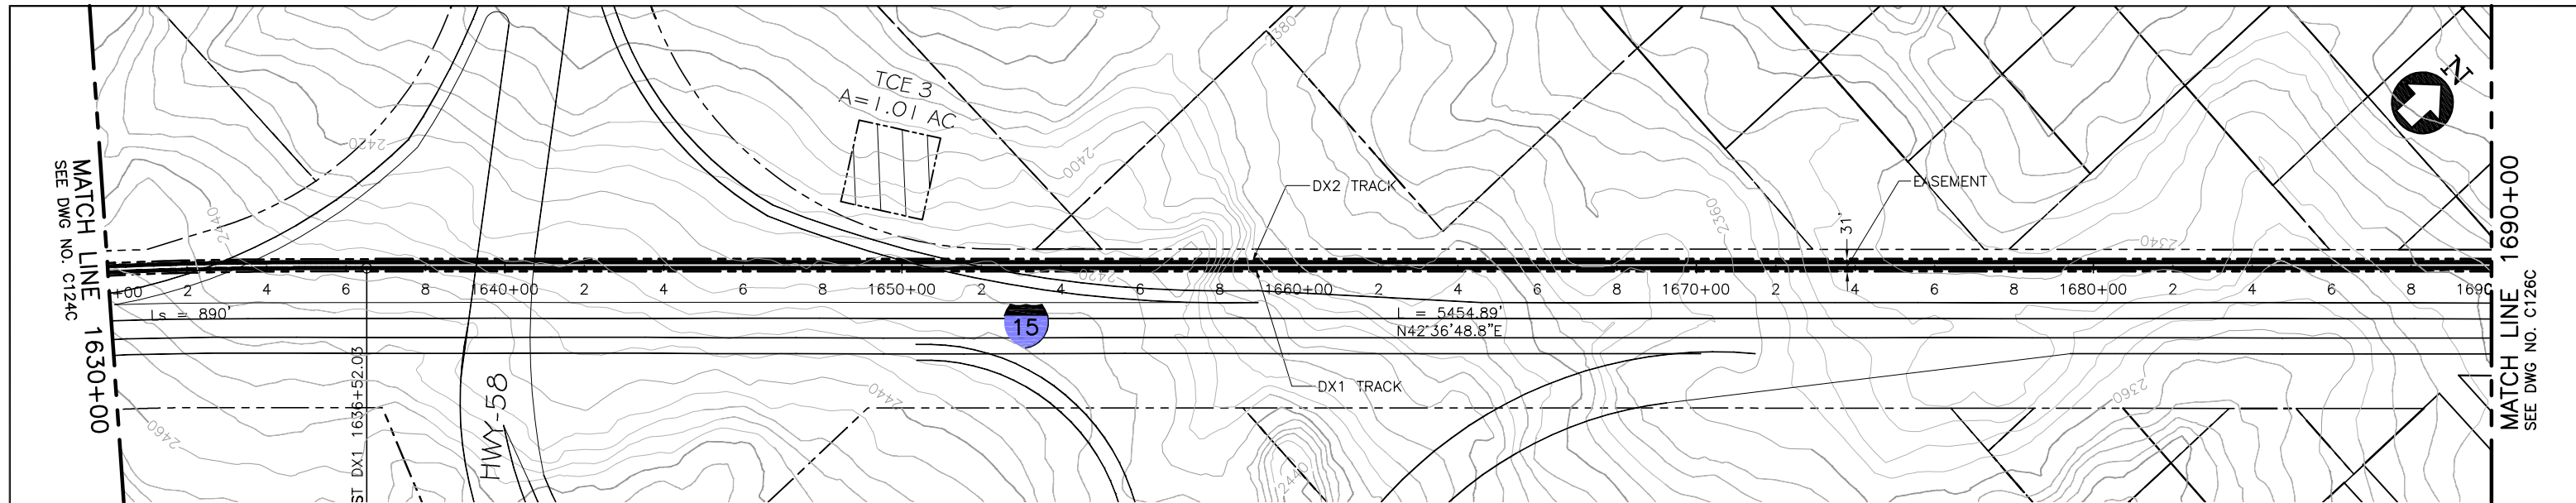 2380
N
TCE 3
A=1.01 AC
2420
2400
DX2 TRACK
EASEMENT
MATCH LINE 1630+00
SEE DWG NO. C124C
2440
2360
31'
2340
MATCH LINE 1690+00
SEE DWG NO. C126C
2420
+00 2 4 6 8 1640+00 2 4 6 8 1650+00 2 4 6 8 1660+00 2 4 6 8 1670+00 2 4 6 8 1680+00 2 4 6 8 1690
Ls = 890'
15
L = 5454.89'
N42°36'48.8"E
ST DX1 1636+52.03
HWY-58
2440
DX1 TRACK
2360
2460
2440